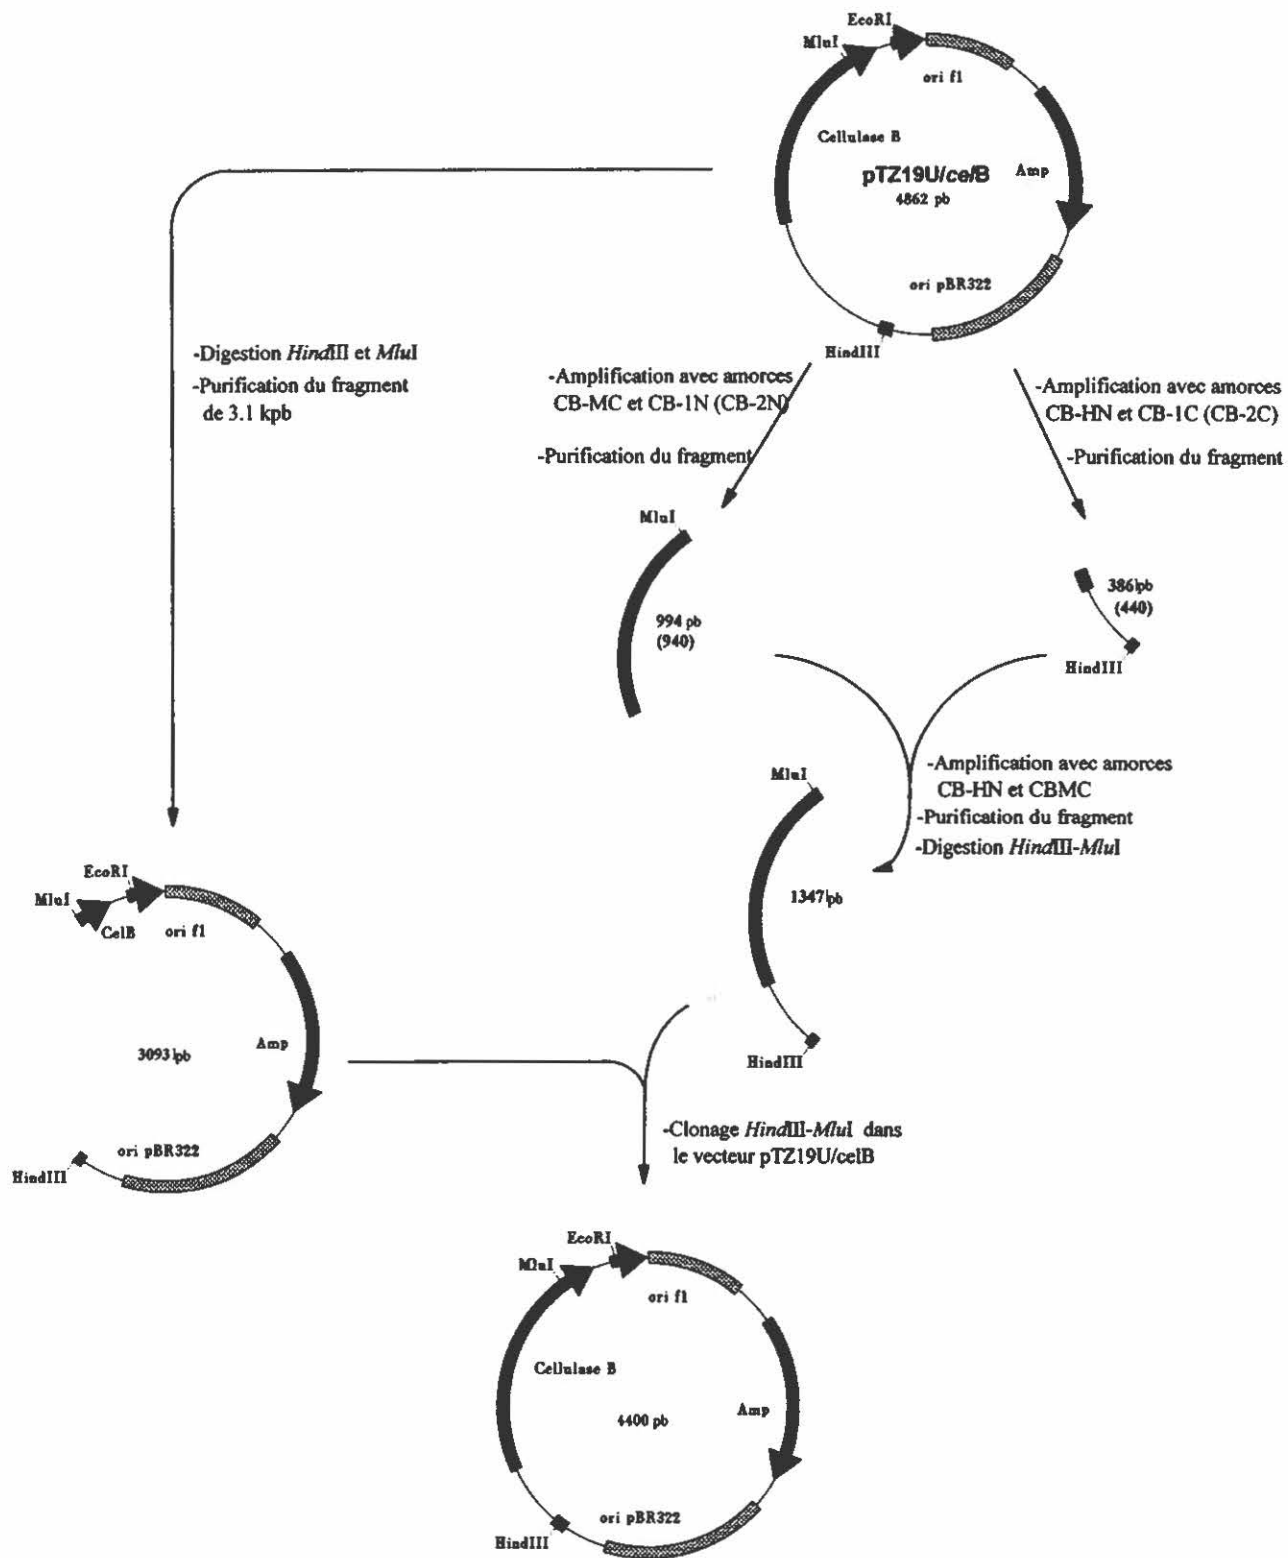 EcoRI
MluI
ori f1
Cellulase B
pTZ19U/celB
4862 pb
Amp
ori pBR322
HindIII
-Digestion HindIII et MluI
-Purification du fragment
de 3.1 kpb
-Amplification avec amorces
CB-MC et CB-1N (CB-2N)
-Purification du fragment
-Amplification avec amorces
CB-HN et CB-1C (CB-2C)
-Purification du fragment
MluI
994 pb
(940)
386 pb
(440)
HindIII
-Amplification avec amorces
CB-HN et CBMC
-Purification du fragment
-Digestion HindIII-MluI
MluI
1347 pb
HindIII
EcoRI
MluI
CelB
ori f1
Amp
3093 pb
ori pBR322
HindIII
-Clonage HindIII-MluI dans
le vecteur pTZ19U/celB
EcoRI
MluI
ori f1
Cellulase B
4400 pb
Amp
ori pBR322
HindIII